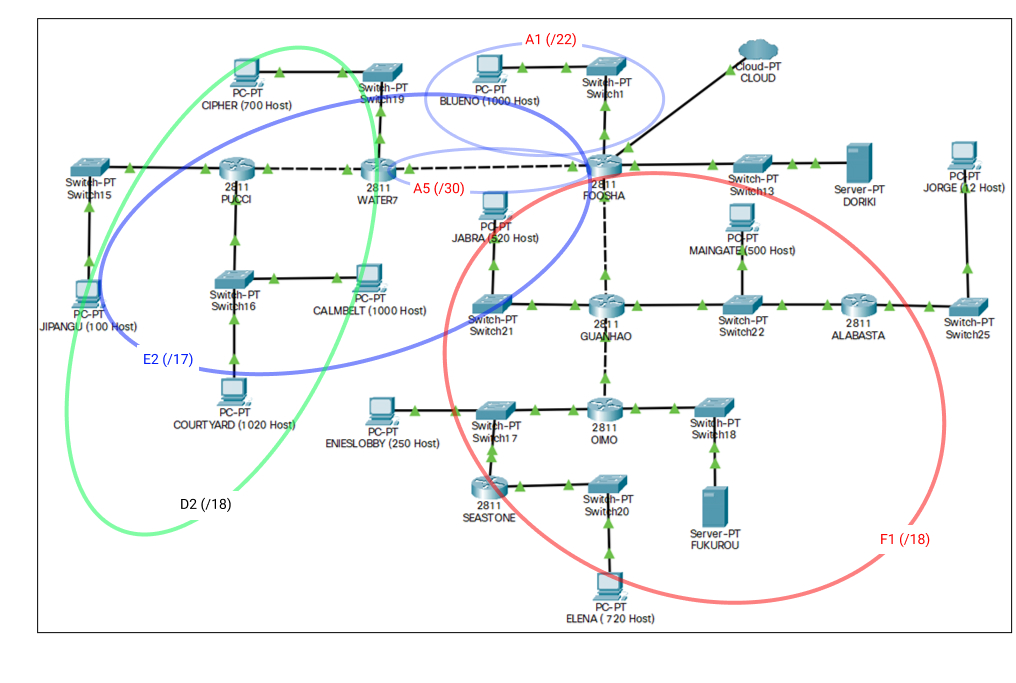 A1 (/22)
Cloud-PT
CLOUD
PC-PT
CIPHER (700 Host)
Switch-PT
Switch19
PC-PT
BLUENO (1000 Host)
Switch-PT
Switch1
Switch-PT
Switch15
2811
PUCCI
2811
WATER7
A5 (/30)
2811
FOOSHA
Switch-PT
Switch13
Server-PT
DORIKI
PC-PT
JORGE (12 Host)
PC-PT
JABRA (520 Host)
PC-PT
MAINGATE (500 Host)
PC-PT
JIPANGU (100 Host)
Switch-PT
Switch16
PC-PT
CALMBELT (1000 Host)
Switch-PT
Switch21
2811
GUANHAO
Switch-PT
Switch22
2811
ALABASTA
Switch-PT
Switch25
E2 (/17)
PC-PT
COURTYARD (1020 Host)
PC-PT
ENIESLOBBY (250 Host)
Switch-PT
Switch17
2811
OIMO
Switch-PT
Switch18
D2 (/18)
2811
SEASTONE
Switch-PT
Switch20
Server-PT
FUKUROU
F1 (/18)
PC-PT
ELENA ( 720 Host)